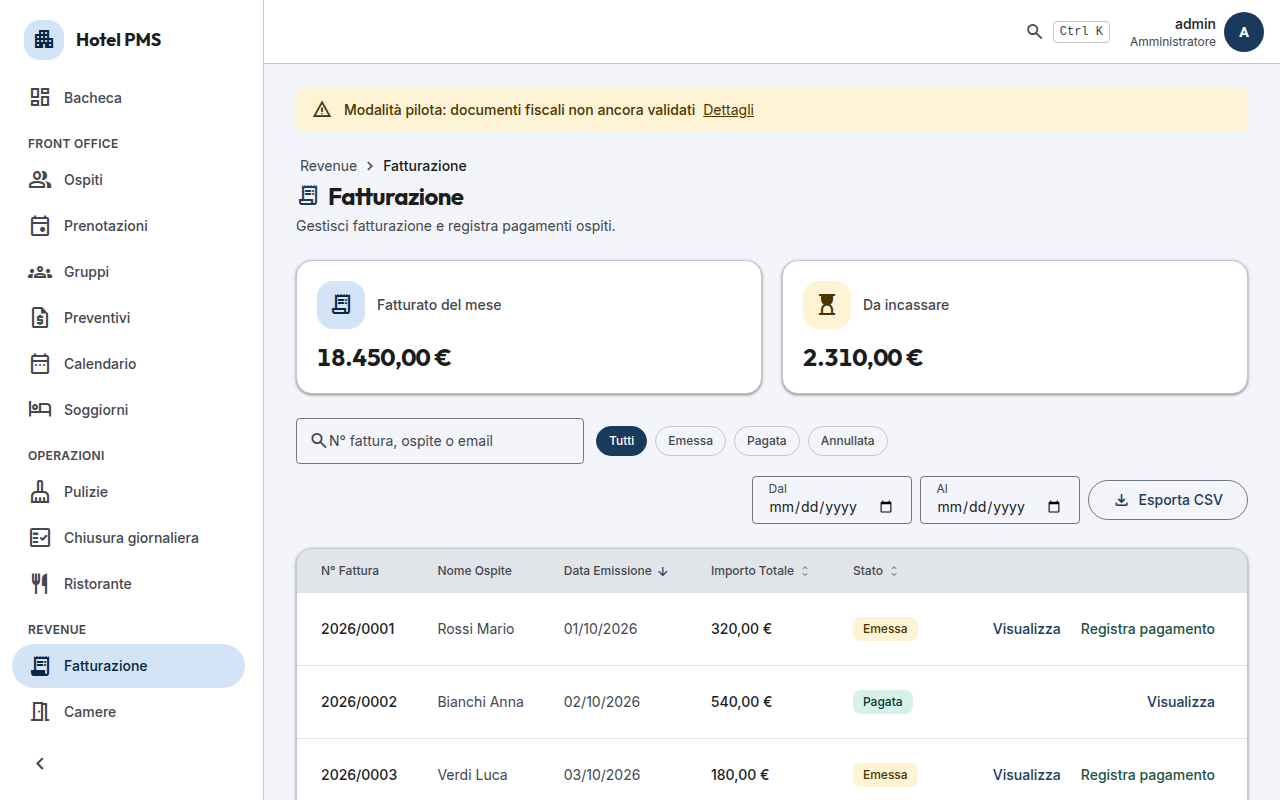 Hotel PMS
Bacheca
FRONT OFFICE
Ospiti
Prenotazioni
Gruppi
Preventivi
Calendario
Soggiorni
OPERAZIONI
Pulizie
Chiusura giornaliera
Ristorante
REVENUE
Fatturazione
Camere
Ctrl K
admin
Amministratore
A
Modalità pilota: documenti fiscali non ancora validati Dettagli
Revenue > Fatturazione
Fatturazione
Gestisci fatturazione e registra pagamenti ospiti.
Fatturato del mese
18.450,00 €
Da incassare
2.310,00 €
N° fattura, ospite o email
Tutti Emessa Pagata Annullata
Dal
mm/dd/yyyy
Al
mm/dd/yyyy
Esporta CSV
N° Fattura Nome Ospite Data Emissione Importo Totale Stato
2026/0001 Rossi Mario 01/10/2026 320,00 € Emessa Visualizza Registra pagamento
2026/0002 Bianchi Anna 02/10/2026 540,00 € Pagata Visualizza
2026/0003 Verdi Luca 03/10/2026 180,00 € Emessa Visualizza Registra pagamento